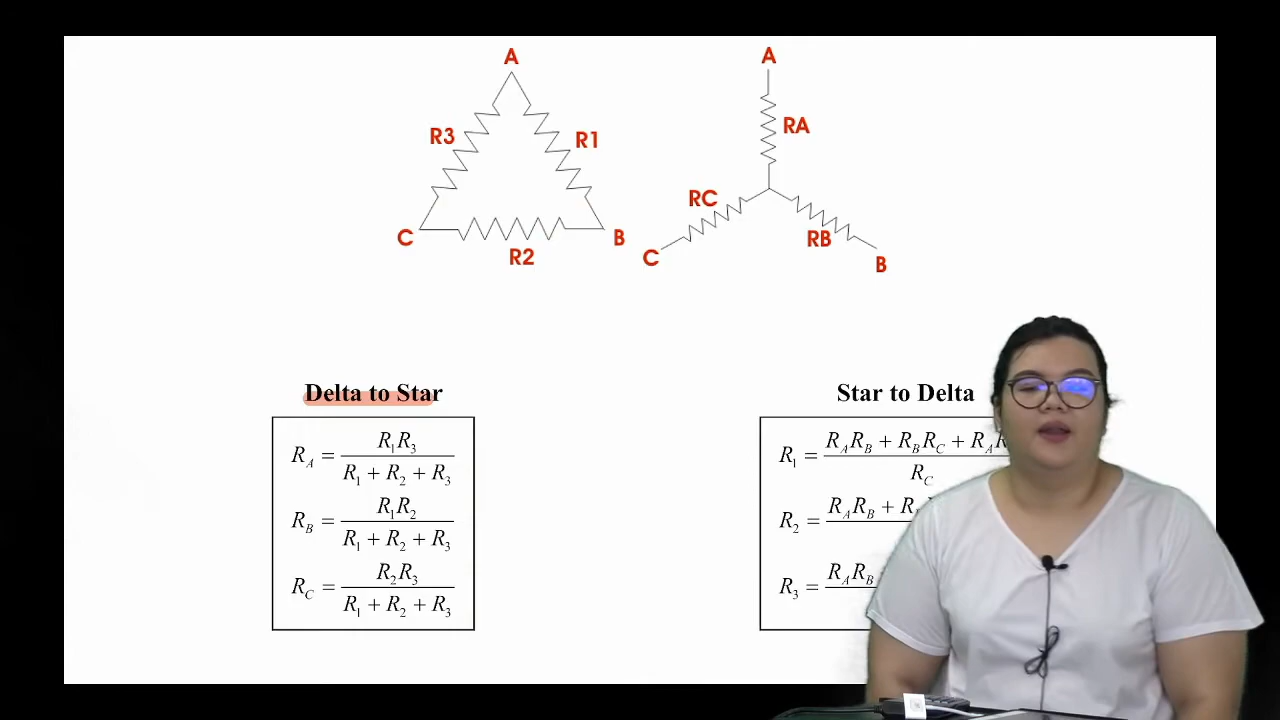 A
A
R3
R1
RA
RC
C
B
RB
R2
C
B
Delta to Star
Star to Delta
R_A = R_1R_3 / R_1 + R_2 + R_3
R_B = R_1R_2 / R_1 + R_2 + R_3
R_C = R_2R_3 / R_1 + R_2 + R_3
R_1 = R_AR_B + R_BR_C + R_A / R_C
R_2 = R_AR_B +
R_3 = R_AR_B